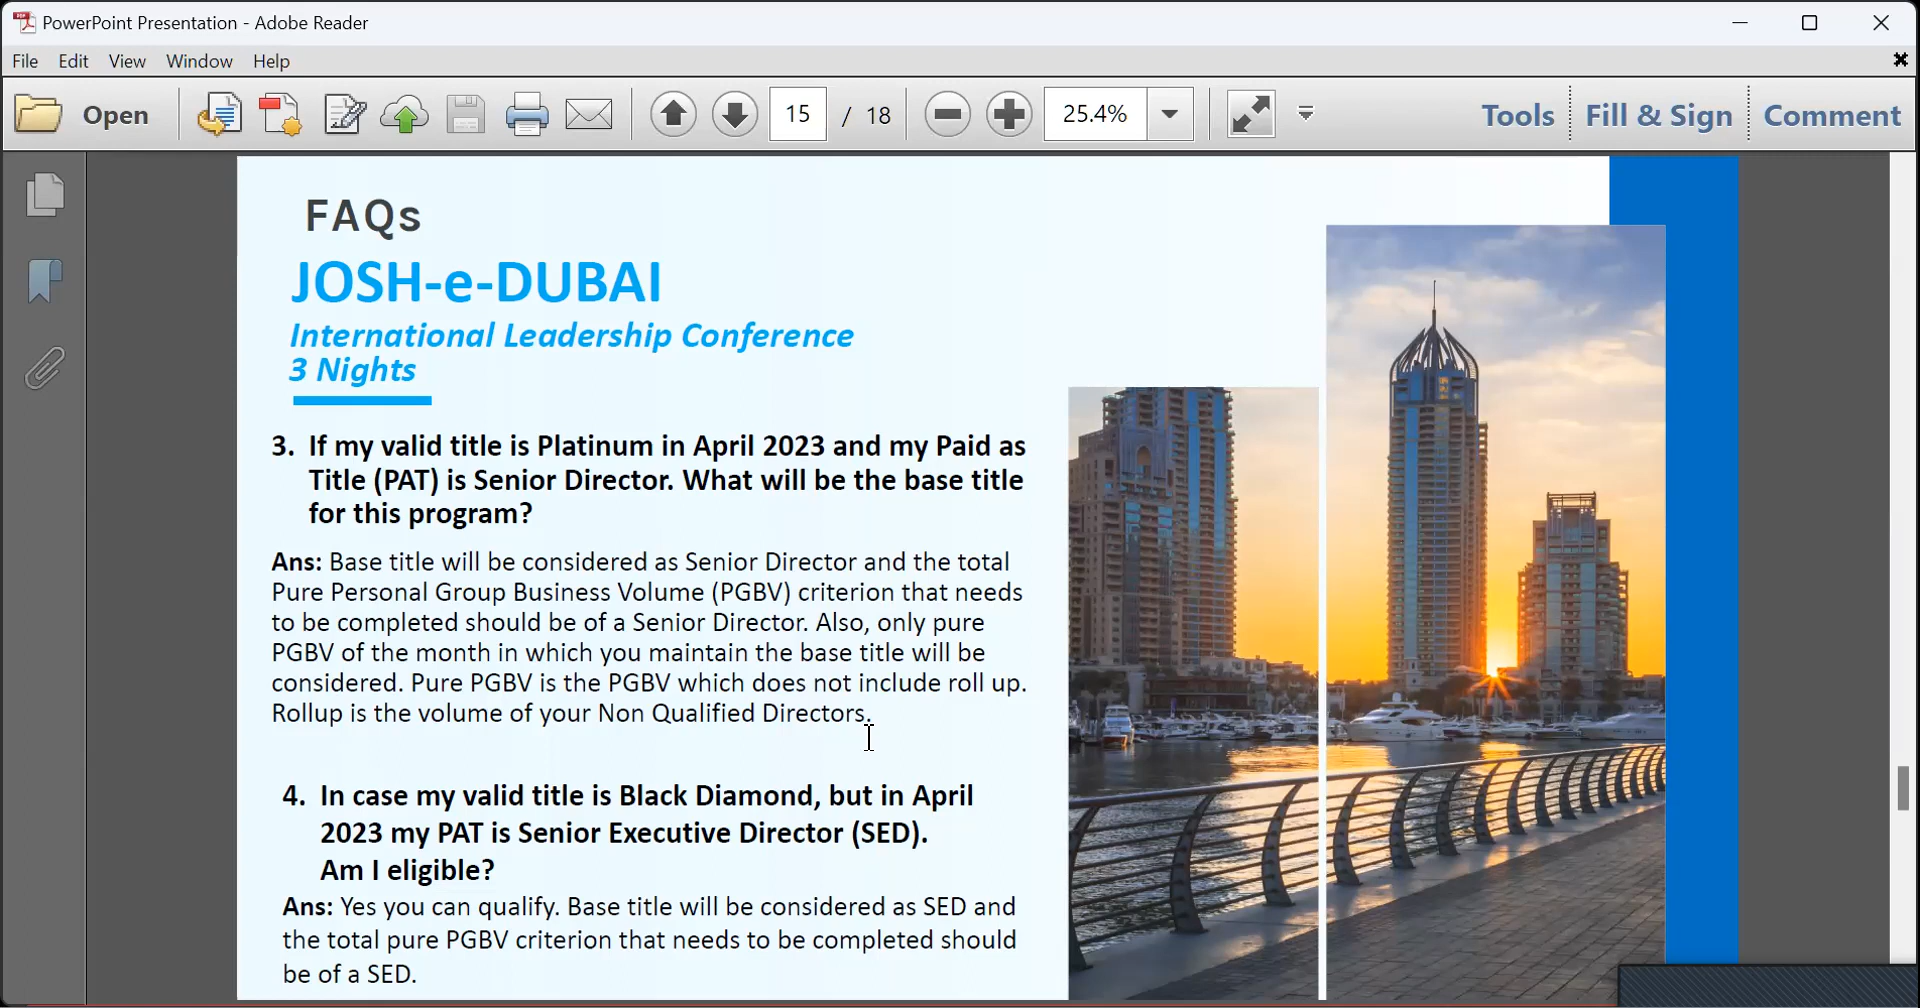 PowerPoint Presentation - Adobe Reader
File Edit View Window Help
Open 15 / 18 25.4% Tools Fill & Sign Comment
FAQs
JOSH-e-DUBAI
International Leadership Conference
3 Nights
3. If my valid title is Platinum in April 2023 and my Paid as
Title (PAT) is Senior Director. What will be the base title
for this program?
Ans: Base title will be considered as Senior Director and the total
Pure Personal Group Business Volume (PGBV) criterion that needs
to be completed should be of a Senior Director. Also, only pure
PGBV of the month in which you maintain the base title will be
considered. Pure PGBV is the PGBV which does not include roll up.
Rollup is the volume of your Non Qualified Directors.
4. In case my valid title is Black Diamond, but in April
2023 my PAT is Senior Executive Director (SED).
Am I eligible?
Ans: Yes you can qualify. Base title will be considered as SED and
the total pure PGBV criterion that needs to be completed should
be of a SED.